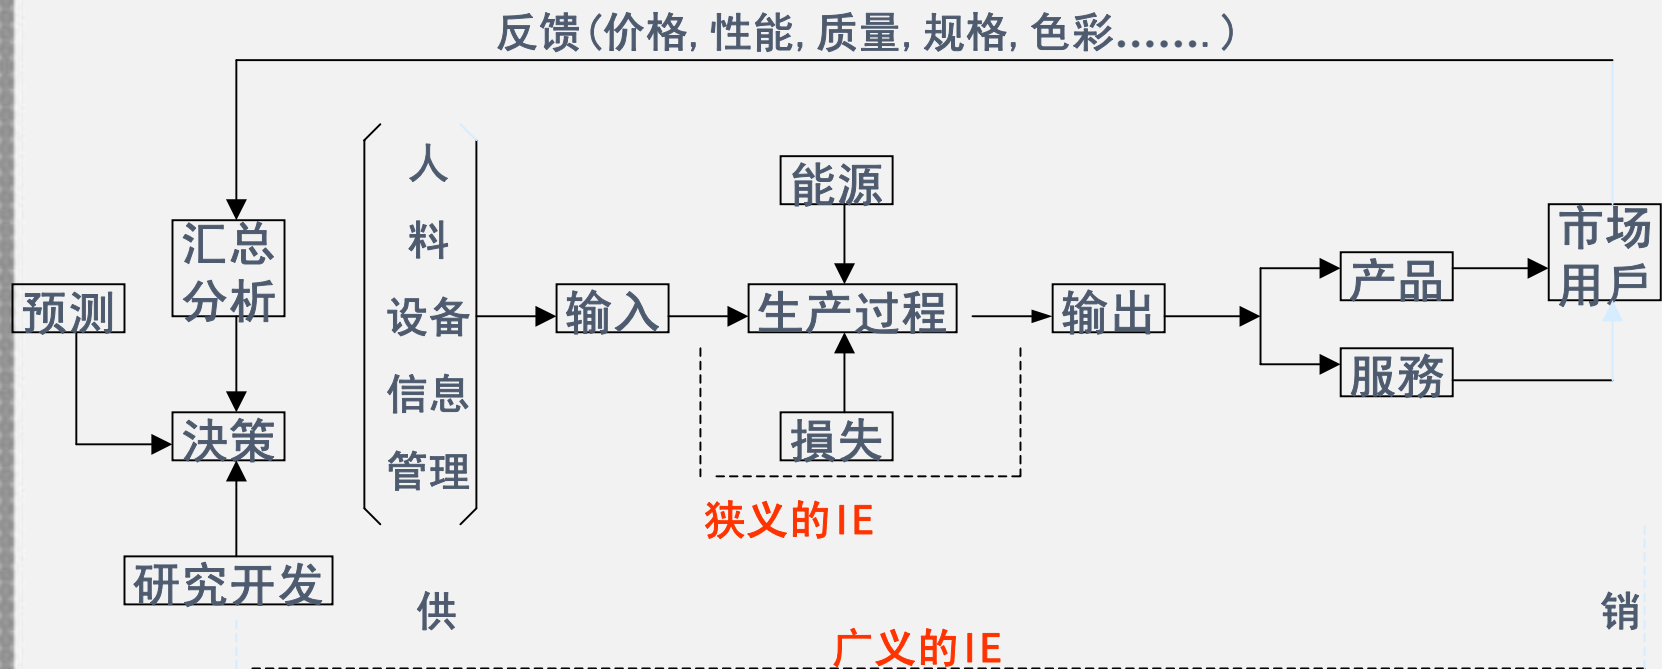 反馈(价格,性能,质量,规格,色彩.......)
人
料
设备
信息
管理
能源
汇总
分析
预测
输入
生产过程
输出
产品
市场
用戶
服務
決策
損失
狭义的IE
研究开发
供
销
广义的IE